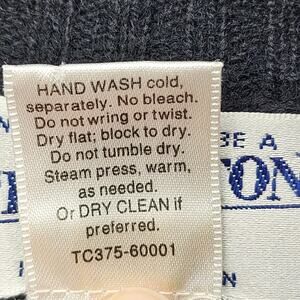 HAND WASH cold,
separately. No bleach.
Do not wring or twist.
Dry flat; block to dry.
Do not tumble dry.
Steam press, warm,
as needed.
Or DRY CLEAN if
preferred.
TC375-60001
BE A